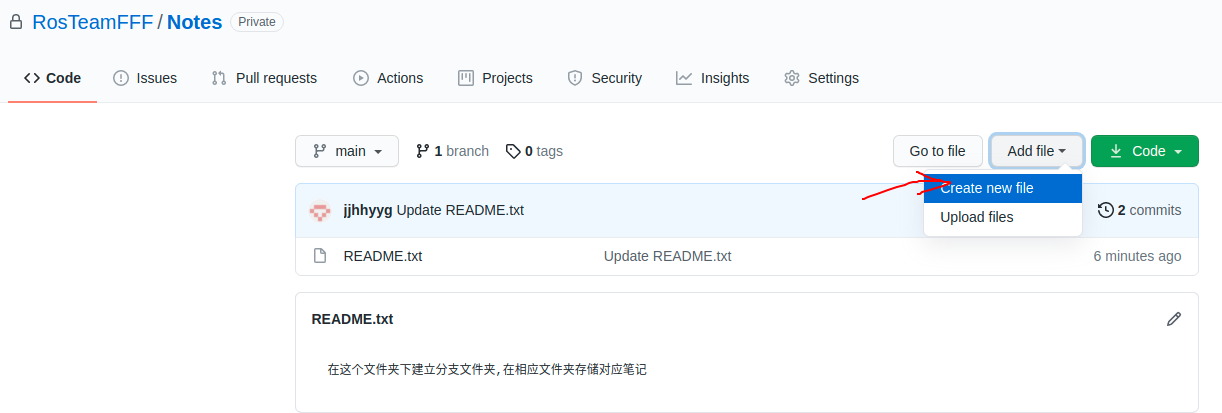 RosTeamFFF / Notes Private
Code Issues Pull requests Actions Projects Security Insights Settings
main 1 branch 0 tags Go to file Add file Code
Create new file
jjhhyyg Update README.txt 2 commits
Upload files
README.txt Update README.txt 6 minutes ago
README.txt
在这个文件夹下建立分支文件夹,在相应文件夹存储对应笔记